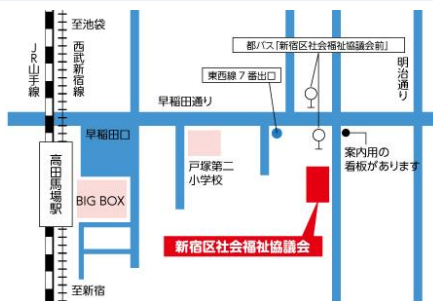 至池袋
JR山手線
西武新宿線
都バス「新宿区社会福祉協議会前」
明治通り
東西線7番出口
早稲田通り
早稲田口
高田馬場駅
戸塚第二
小学校
案内用の
看板があります
BIG BOX
新宿区社会福祉協議会
至新宿